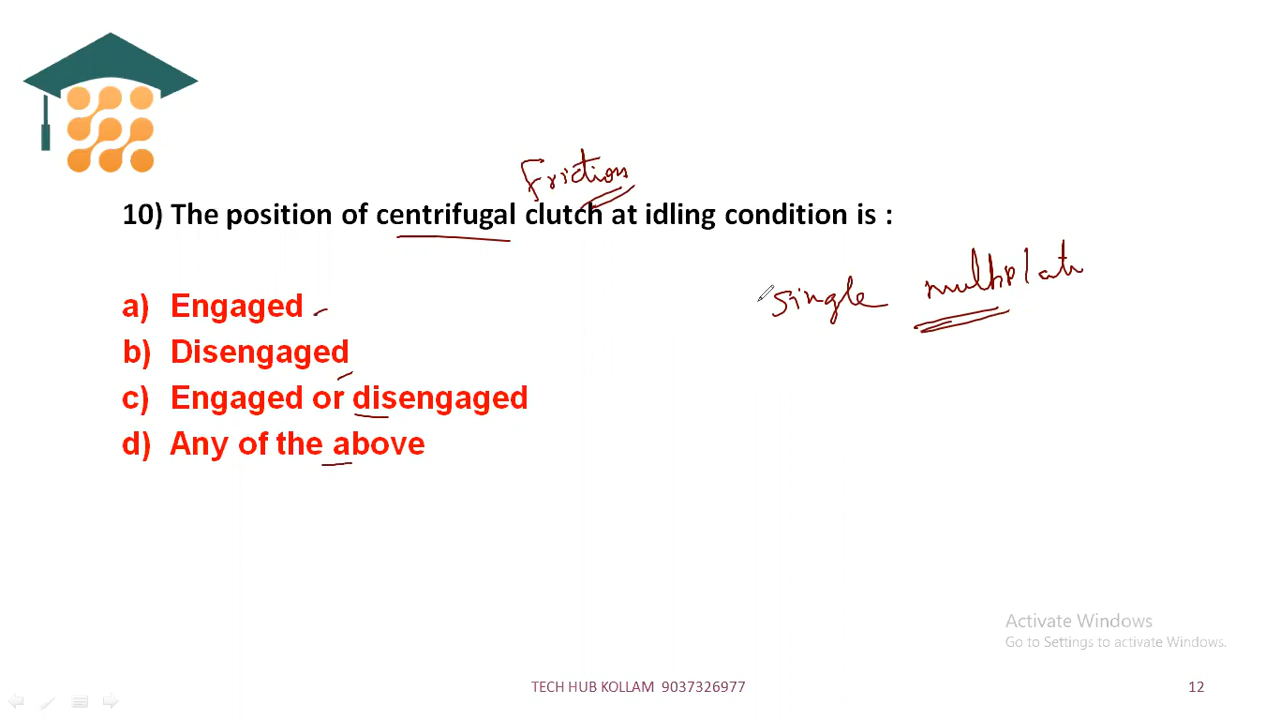 Friction
10) The position of centrifugal clutch at idling condition is :
single multiplate
a) Engaged
b) Disengaged
c) Engaged or disengaged
d) Any of the above
Activate Windows
Go to Settings to activate Windows.
TECH HUB KOLLAM 9037326977
12